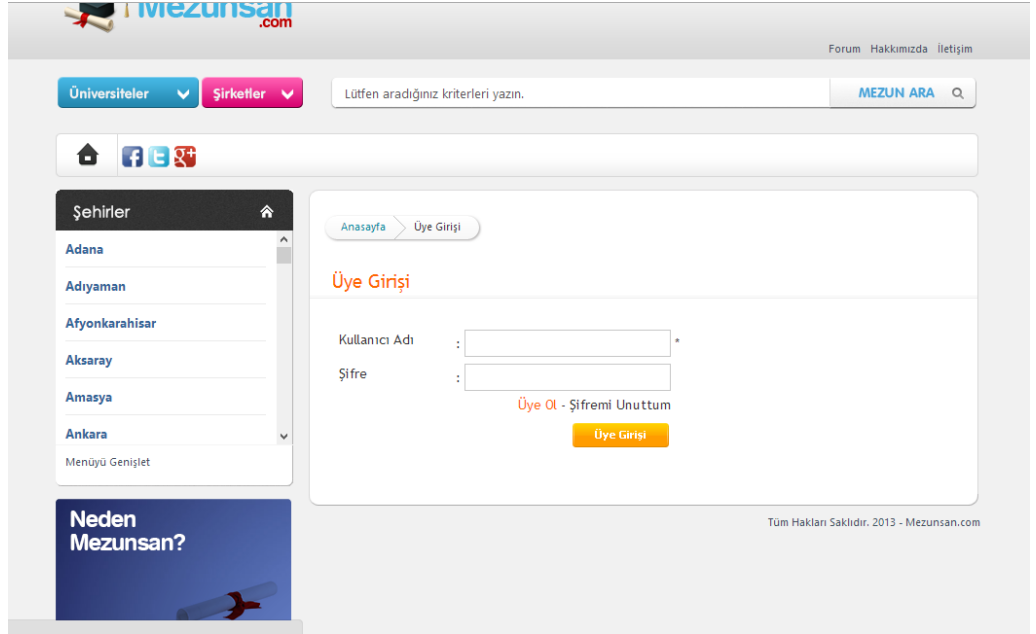 Mezunsan
.com
Forum Hakkımızda İletişim
Üniversiteler
Şirketler
Lütfen aradığınız kriterleri yazın.
MEZUN ARA
Şehirler
Adana
Adıyaman
Afyonkarahisar
Aksaray
Amasya
Ankara
Menüyü Genişlet
Anasayfa
Üye Girişi
Üye Girişi
Kullanıcı Adı : *
Şifre :
Üye Ol - Şifremi Unuttum
Üye Girişi
Neden
Mezunsan?
Tüm Hakları Saklıdır. 2013 - Mezunsan.com